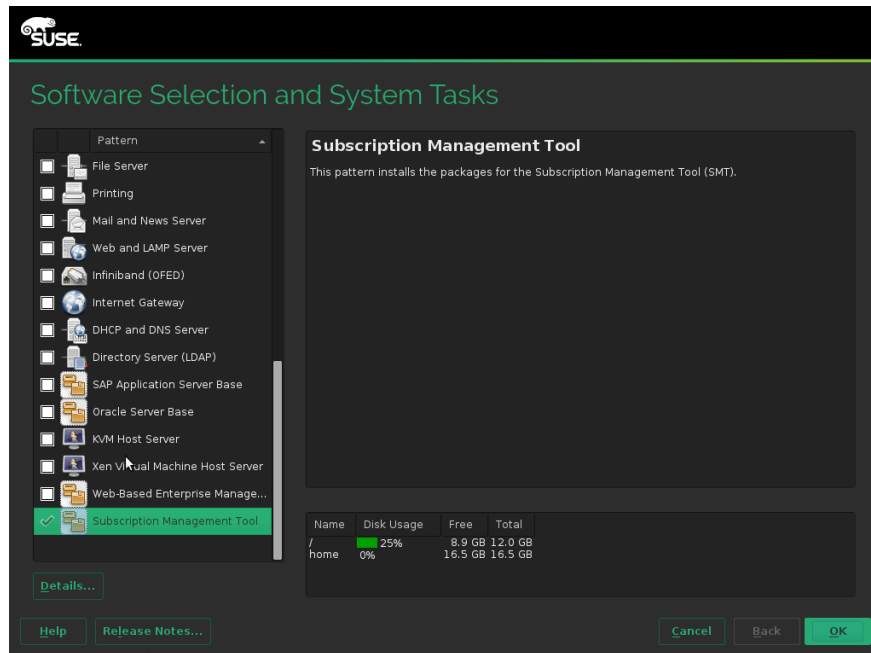 SUSE.
Software Selection and System Tasks
Pattern
File Server
Printing
Mail and News Server
Web and LAMP Server
Infiniband (OFED)
Internet Gateway
DHCP and DNS Server
Directory Server (LDAP)
SAP Application Server Base
Oracle Server Base
KVM Host Server
Xen Virtual Machine Host Server
Web-Based Enterprise Manage...
Subscription Management Tool
Details...
Subscription Management Tool
This pattern installs the packages for the Subscription Management Tool (SMT).
Name Disk Usage Free Total
/ 25% 8.9 GB 12.0 GB
home 0% 16.5 GB 16.5 GB
Help Release Notes... Cancel Back OK